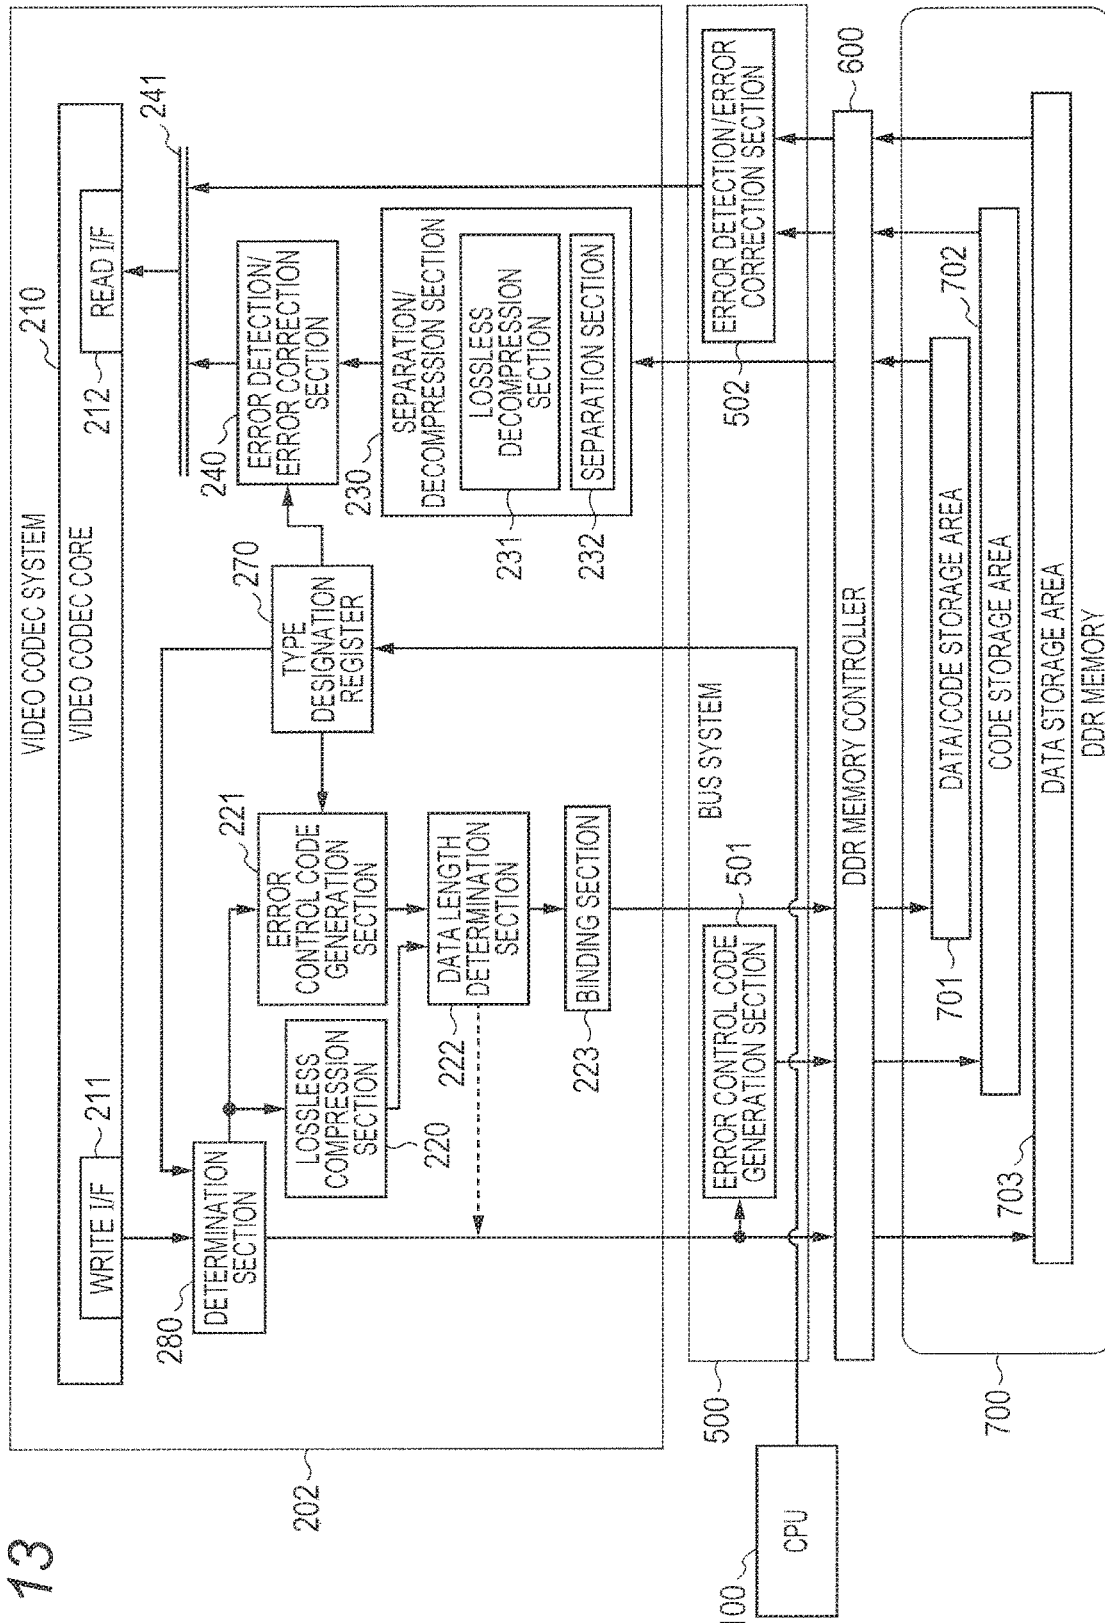 13
VIDEO CODEC SYSTEM
210
VIDEO CODEC CORE
WRITE I/F
211
READ I/F
212
241
280
DETERMINATION
SECTION
LOSSLESS
COMPRESSION
SECTION
220
221
ERROR
CONTROL CODE
GENERATION
SECTION
222
DATA LENGTH
DETERMINATION
SECTION
223
BINDING SECTION
270
TYPE
DESIGNATION
REGISTER
240
ERROR DETECTION/
ERROR CORRECTION
SECTION
230
SEPARATION/
DECOMPRESSION SECTION
LOSSLESS
DECOMPRESSION
SECTION
231
SEPARATION SECTION
232
202
500
BUS SYSTEM
ERROR CONTROL CODE
GENERATION SECTION
501
ERROR DETECTION/ERROR
CORRECTION SECTION
502
CPU
100
DDR MEMORY CONTROLLER
600
DATA/CODE STORAGE AREA
701
CODE STORAGE AREA
702
DATA STORAGE AREA
703
DDR MEMORY
700